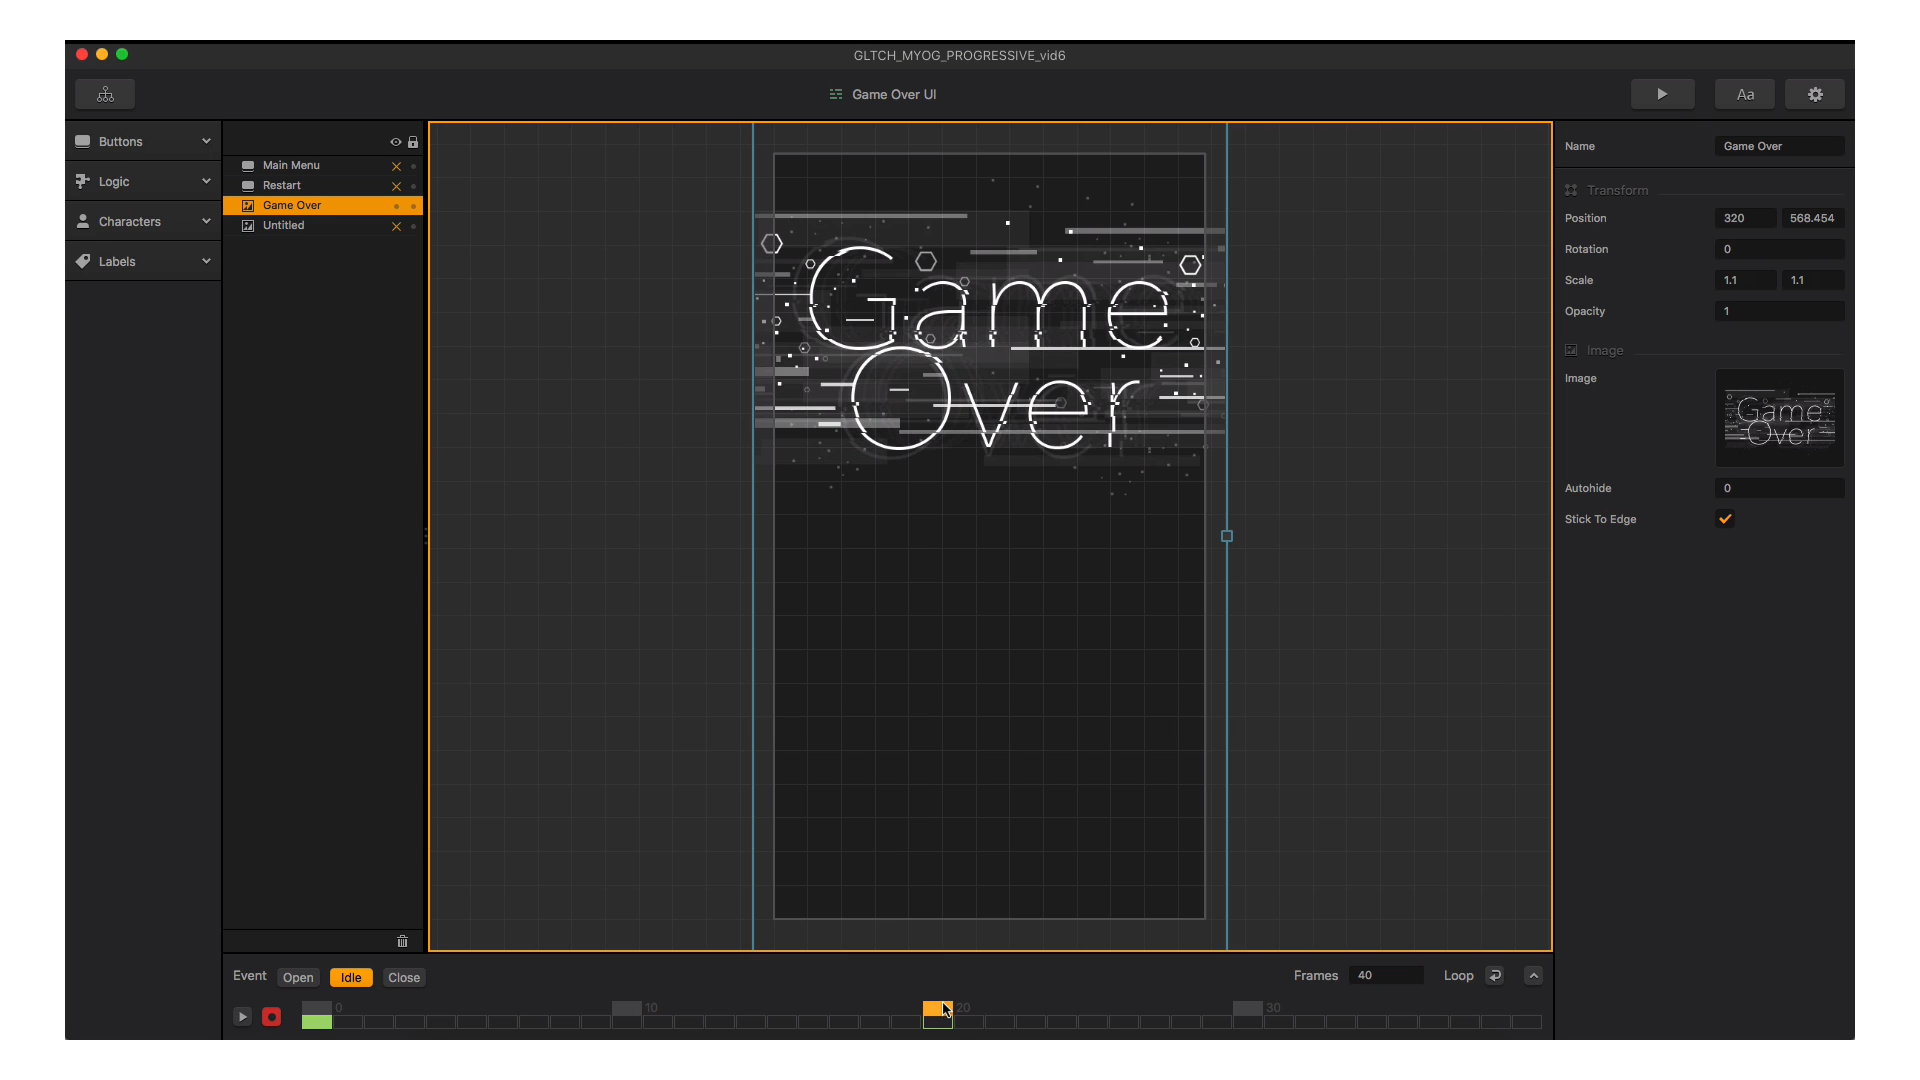 GLTCH_MYOG_PROGRESSIVE_vid6
Game Over UI
Aa
Buttons
Logic
Characters
Labels
Main Menu
Restart
Game Over
Untitled
Game
Over
Name
Game Over
Transform
Position
320
568.454
Rotation
0
Scale
1.1
1.1
Opacity
1
Image
Image
Game
Over
Autohide
0
Stick To Edge
Event
Open
Idle
Close
Frames
40
Loop
0
10
20
30